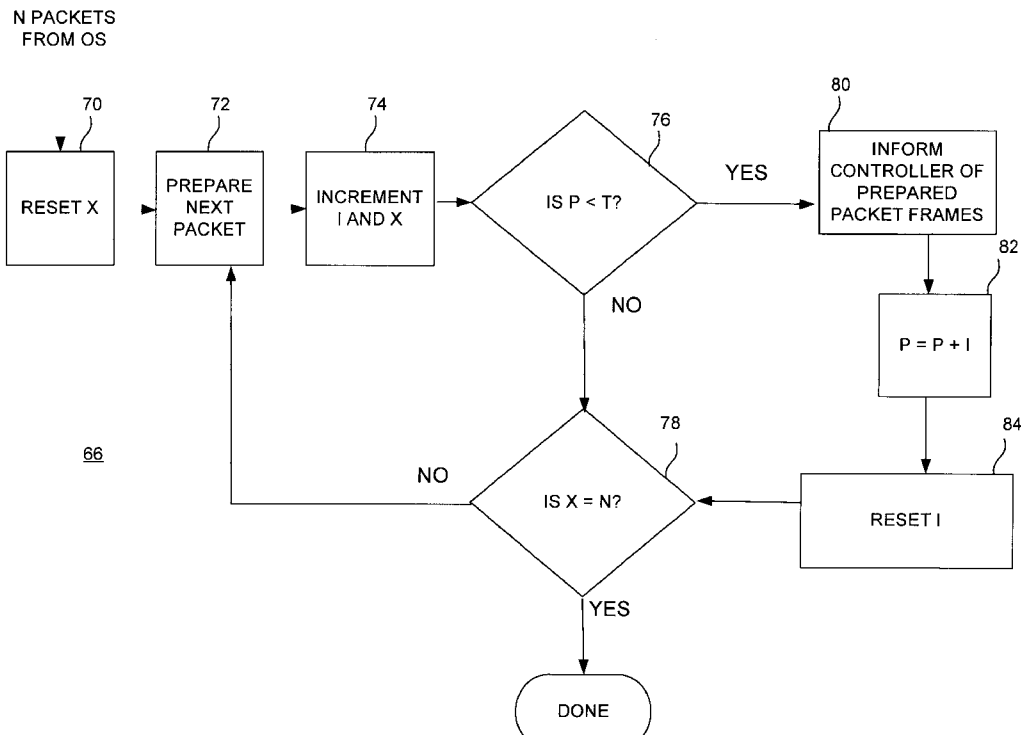 N PACKETS
FROM OS
70
72
74
76
80
RESET X
PREPARE
NEXT
PACKET
INCREMENT
I AND X
IS P < T?
YES
INFORM
CONTROLLER OF
PREPARED
PACKET FRAMES
NO
82
P = P + I
66
NO
78
IS X = N?
84
RESET I
YES
DONE